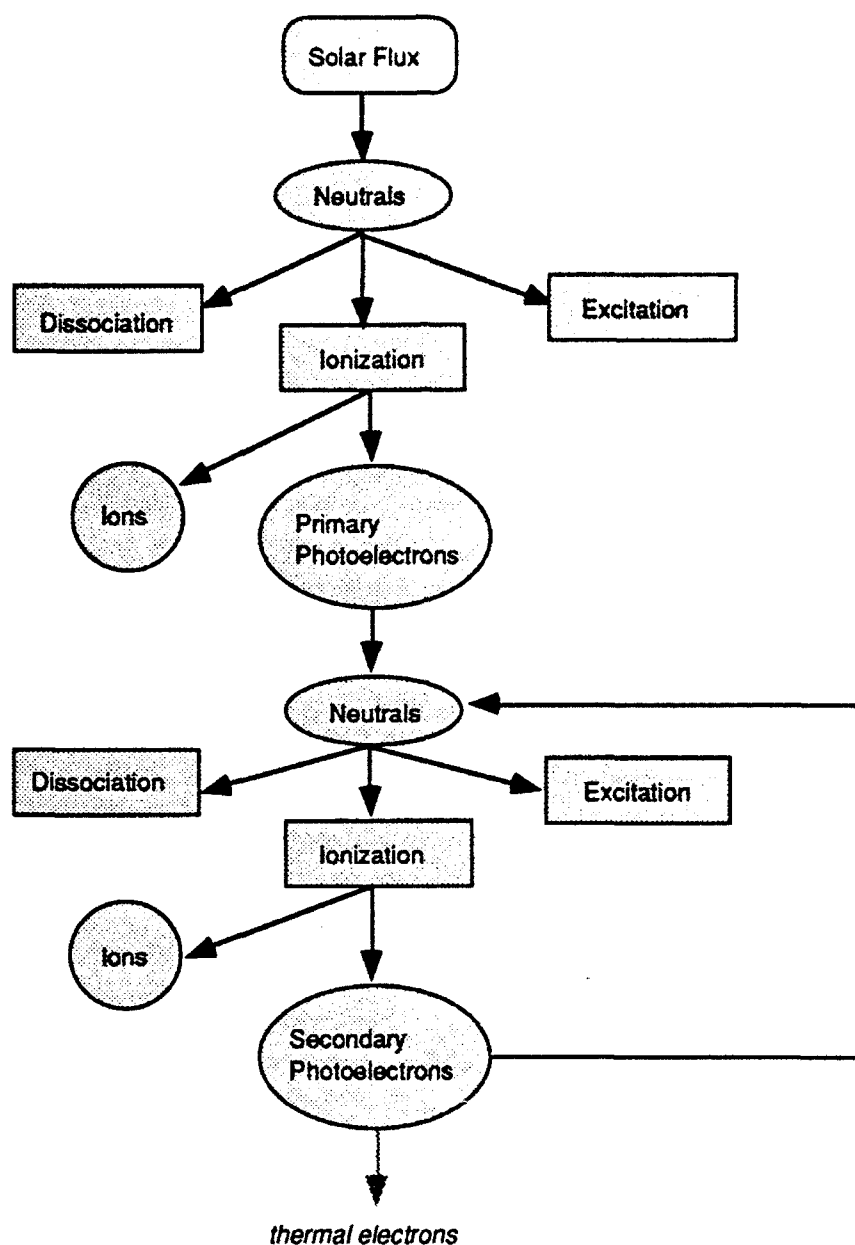 Solar Flux
Neutrals
Dissociation
Excitation
Ionization
Ions
Primary
Photoelectrons
Neutrals
Dissociation
Excitation
Ionization
Ions
Secondary
Photoelectrons
thermal electrons